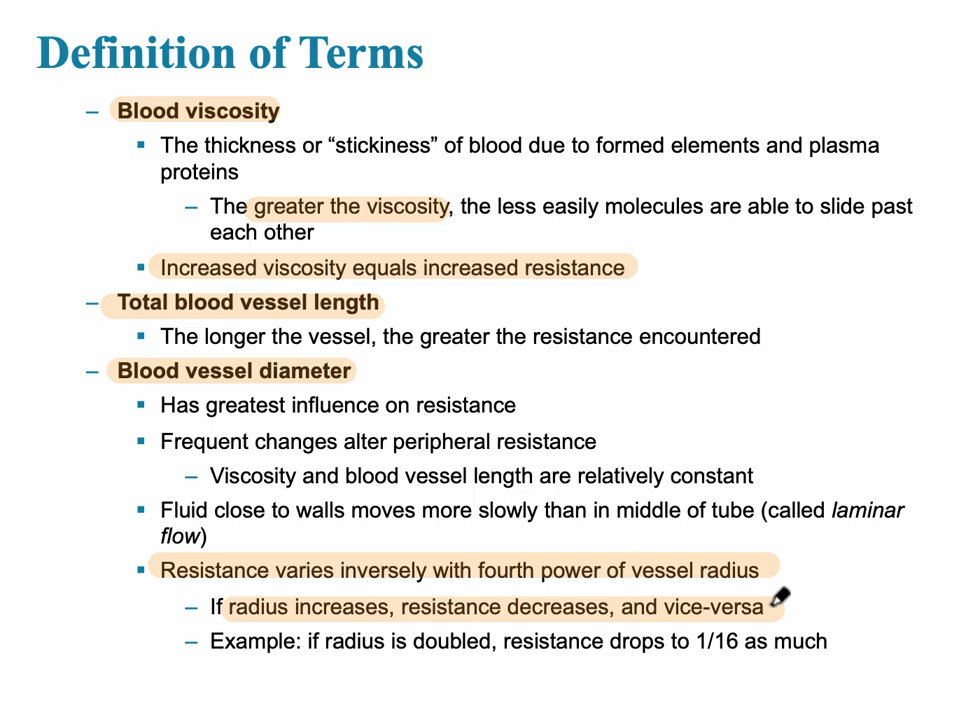 Definition of Terms
– Blood viscosity
▪ The thickness or “stickiness” of blood due to formed elements and plasma
proteins
– The greater the viscosity, the less easily molecules are able to slide past
each other
▪ Increased viscosity equals increased resistance
– Total blood vessel length
▪ The longer the vessel, the greater the resistance encountered
– Blood vessel diameter
▪ Has greatest influence on resistance
▪ Frequent changes alter peripheral resistance
– Viscosity and blood vessel length are relatively constant
▪ Fluid close to walls moves more slowly than in middle of tube (called laminar
flow)
▪ Resistance varies inversely with fourth power of vessel radius
– If radius increases, resistance decreases, and vice-versa
– Example: if radius is doubled, resistance drops to 1/16 as much